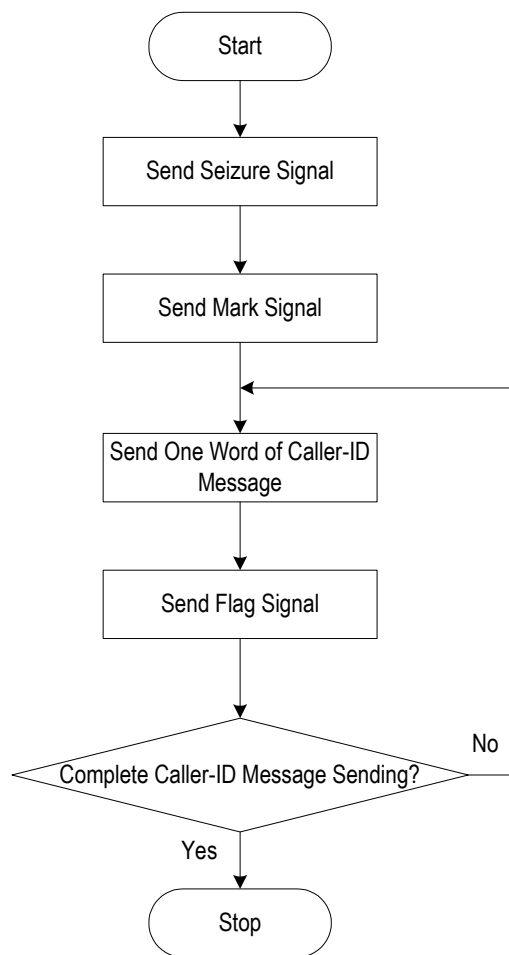 Start
Send Seizure Signal
Send Mark Signal
Send One Word of Caller-ID
Message
Send Flag Signal
Complete Caller-ID Message Sending?
No
Yes
Stop